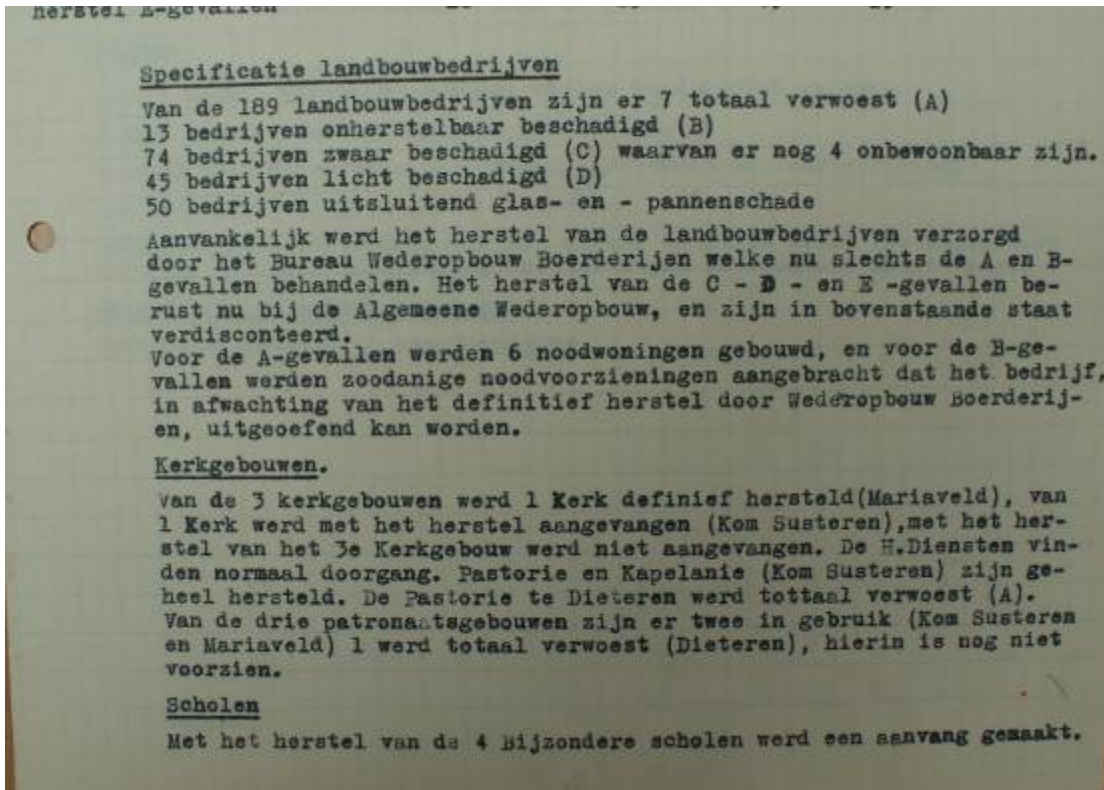 herstel E-gevallen
Specificatie landbouwbedrijven
Van de 189 landbouwbedrijven zijn er 7 totaal verwoest (A)
13 bedrijven onherstelbaar beschadigd (B)
74 bedrijven zwaar beschadigd (C) waarvan er nog 4 onbewoonbaar zijn.
45 bedrijven licht beschadigd (D)
50 bedrijven uitsluitend glas- en - pannenschade
Aanvankelijk werd het herstel van de landbouwbedrijven verzorgd
door het Bureau Wederopbouw Boerderijen welke nu slechts de A en B-
gevallen behandelen. Het herstel van de C - D - en E -gevallen be-
rust nu bij de Algemeene Wederopbouw, en zijn in bovenstaande staat
verdisconteerd.
Voor de A-gevallen werden 6 noodwoningen gebouwd, en voor de B-ge-
vallen werden zoodanige noodvoorzieningen aangebracht dat het bedrijf,
in afwachting van het definitief herstel door Wederopbouw Boerderij-
en, uitgeoefend kan worden.
Kerkgebouwen.
Van de 3 kerkgebouwen werd 1 Kerk definief hersteld(Mariaveld), van
1 Kerk werd met het herstel aangevangen (Kom Susteren),met het her-
stel van het 3e Kerkgebouw werd niet aangevangen. De H.Diensten vin-
den normaal doorgang. Pastorie en Kapelanie (Kom Susteren) zijn ge-
heel hersteld. De Pastorie te Dieteren werd tottaal verwoest (A).
Van de drie patronaatsgebouwen zijn er twee in gebruik (Kom Susteren
en Mariaveld) 1 werd totaal verwoest (Dieteren), hierin is nog niet
voorzien.
Scholen
Met het herstel van de 4 Bijzondere scholen werd een aanvang gemaakt.